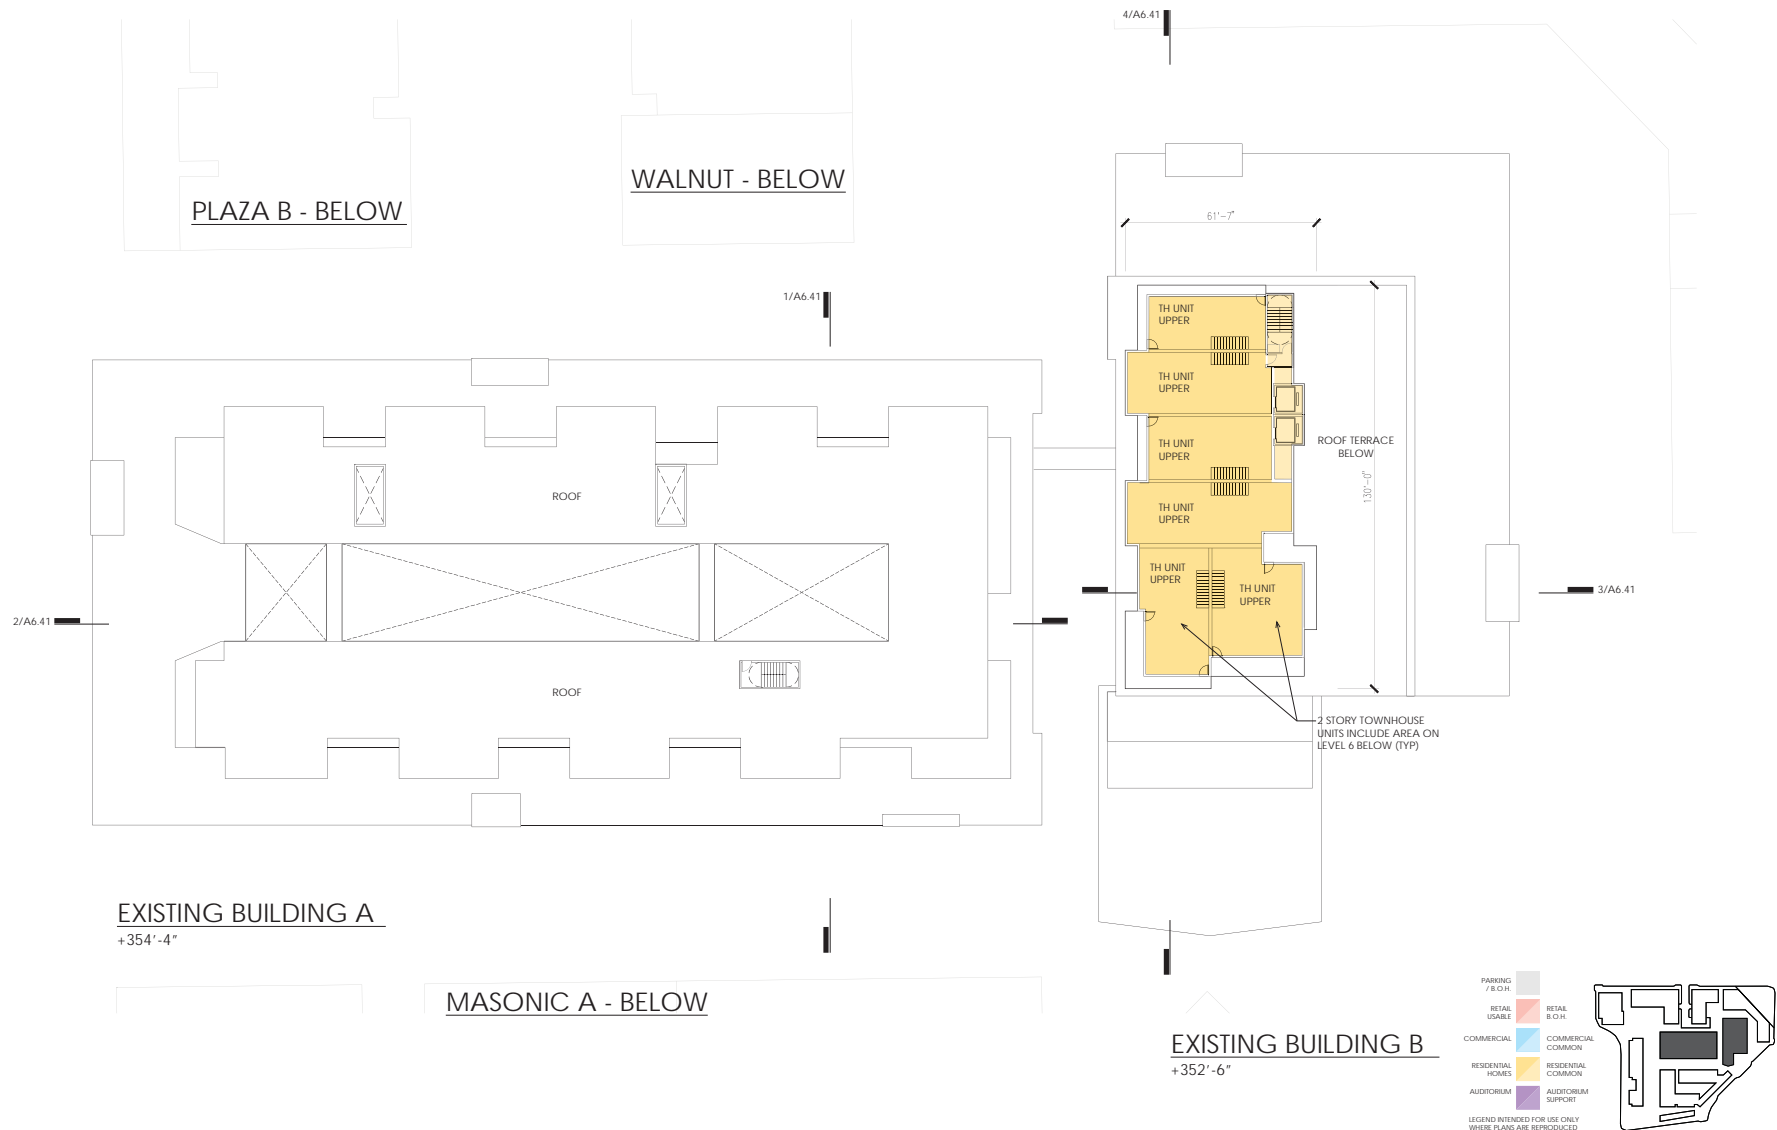 4/A6.41
WALNUT - BELOW
PLAZA B - BELOW
61'-7"
1/A6.41
TH UNIT
UPPER
TH UNIT
UPPER
TH UNIT
UPPER
ROOF TERRACE
BELOW
130'-0"
ROOF
TH UNIT
UPPER
TH UNIT
UPPER
TH UNIT
UPPER
3/A6.41
2/A6.41
ROOF
2 STORY TOWNHOUSE
UNITS INCLUDE AREA ON
LEVEL 6 BELOW (TYP)
EXISTING BUILDING A
+354'-4"
MASONIC A - BELOW
EXISTING BUILDING B
+352'-6"
PARKING
/ B.O.H.
RETAIL
USABLE
RETAIL
B.O.H.
COMMERCIAL
COMMERCIAL
COMMON
RESIDENTIAL
HOMES
RESIDENTIAL
COMMON
AUDITORIUM
AUDITORIUM
SUPPORT
LEGEND INTENDED FOR USE ONLY
WHERE PLANS ARE REPRODUCED